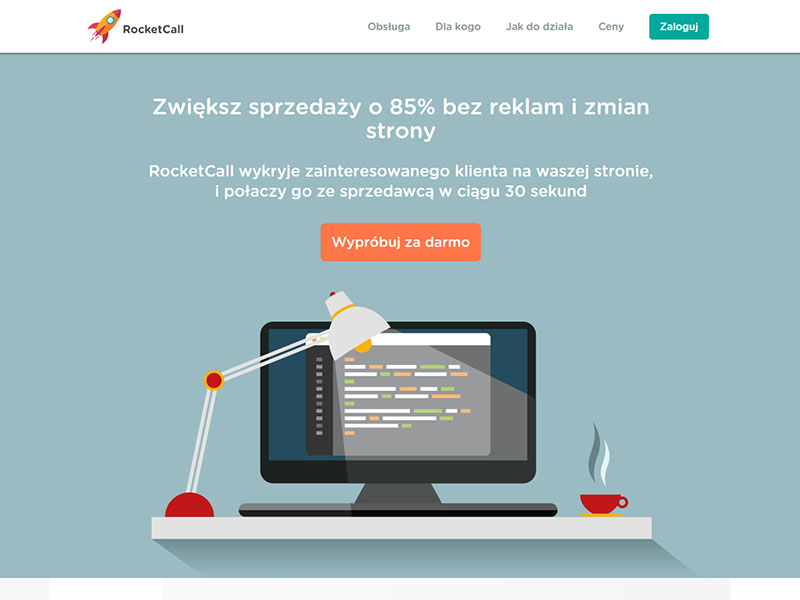 RocketCall
Obsługa
Dla kogo
Jak do działa
Ceny
Zaloguj
Zwiększ sprzedaży o 85% bez reklam i zmian
strony
RocketCall wykryje zainteresowanego klienta na waszej stronie,
i połaczy go ze sprzedawcą w ciągu 30 sekund
Wypróbuj za darmo